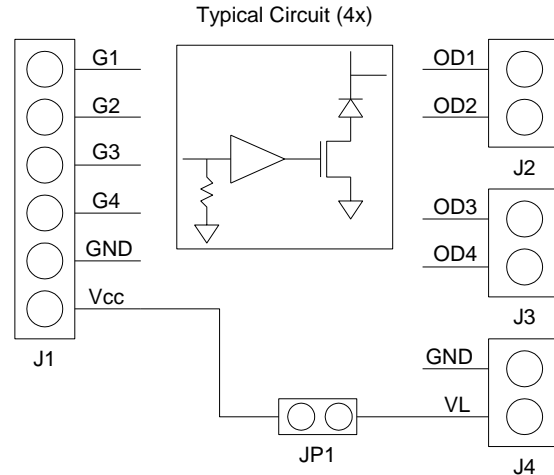 Typical Circuit (4x)
G1
G2
G3
G4
GND
Vcc
J1
OD1
OD2
J2
OD3
OD4
J3
GND
VL
J4
JP1